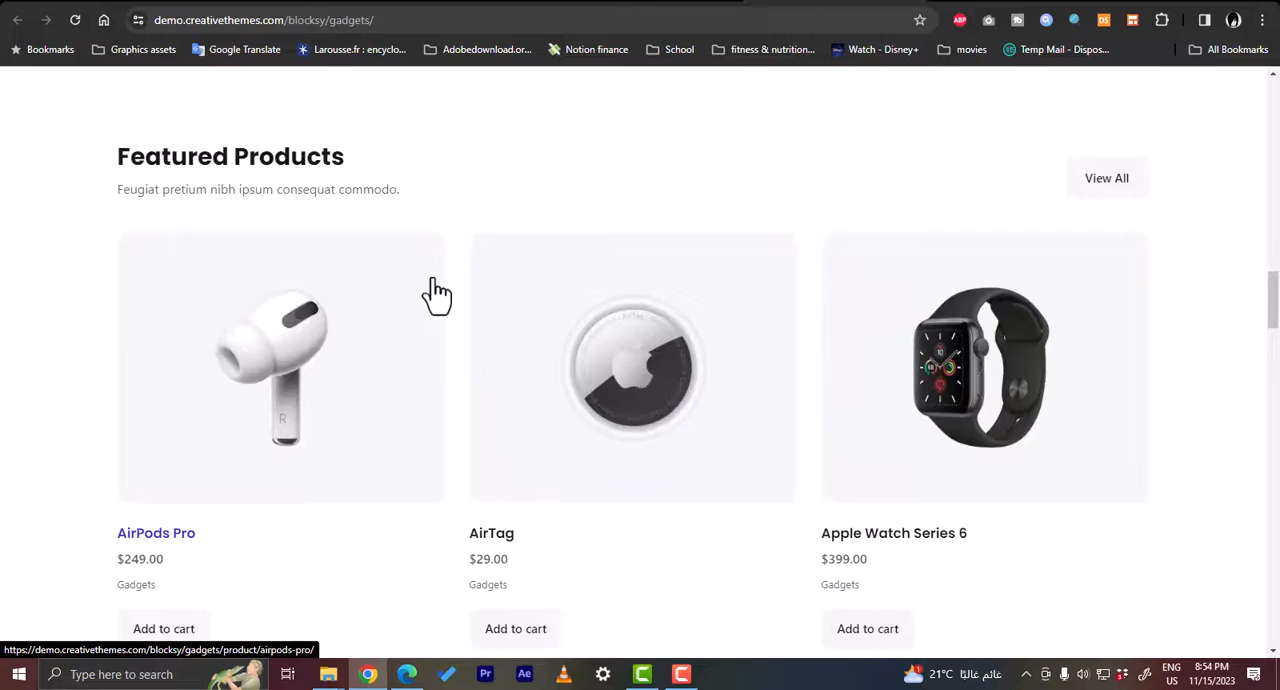 demo.creativethemes.com/blocksy/gadgets/
ABP
DS
Bookmarks Graphics assets Google Translate Larousse.fr : encyclo... Adobedownload.or... Notion finance School fitness & nutrition... Watch - Disney+ movies Temp Mail - Dispos... All Bookmarks
Featured Products
Feugiat pretium nibh ipsum consequat commodo.
View All
R
AirPods Pro AirTag Apple Watch Series 6
$249.00 $29.00 $399.00
Gadgets Gadgets Gadgets
Add to cart Add to cart Add to cart
https://demo.creativethemes.com/blocksy/gadgets/product/airpods-pro/
Type here to search
Pr Ae
21°C غائم غالبًا
ENG
US
8:54 PM
11/15/2023